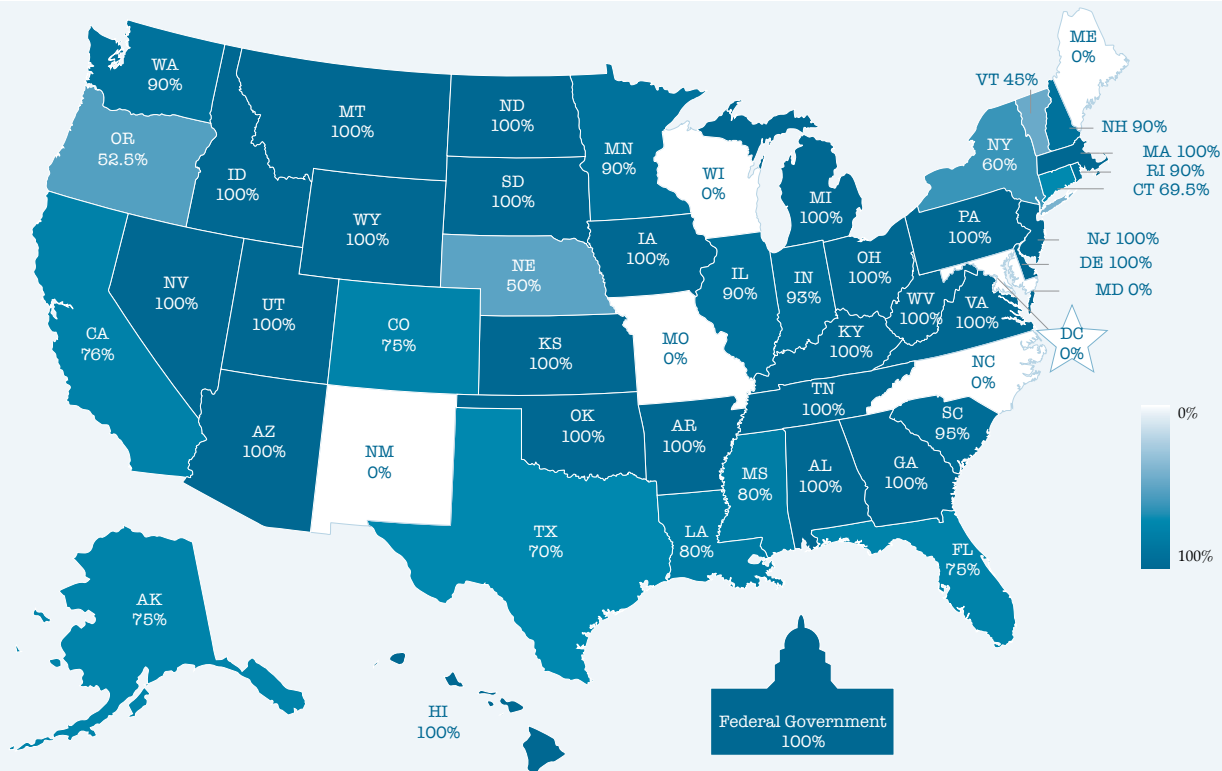 ME
0%
VT 45%
WA
90%
MT
100%
ND
100%
OR
52.5%
MN
90%
NH 90%
NY
60%
MA 100%
RI 90%
CT 69.5%
ID
100%
SD
100%
WI
0%
MI
100%
WY
100%
PA
100%
IA
100%
NJ 100%
NE
50%
OH
100%
DE 100%
NV
100%
IL
90%
IN
93%
MD 0%
UT
100%
WV
100%
VA
100%
CO
75%
CA
76%
KS
100%
MO
0%
KY
100%
DC
0%
NC
0%
TN
100%
0%
OK
100%
SC
95%
AZ
100%
AR
100%
NM
0%
MS
80%
AL
100%
GA
100%
TX
70%
LA
80%
FL
75%
100%
AK
75%
HI
100%
Federal Government
100%